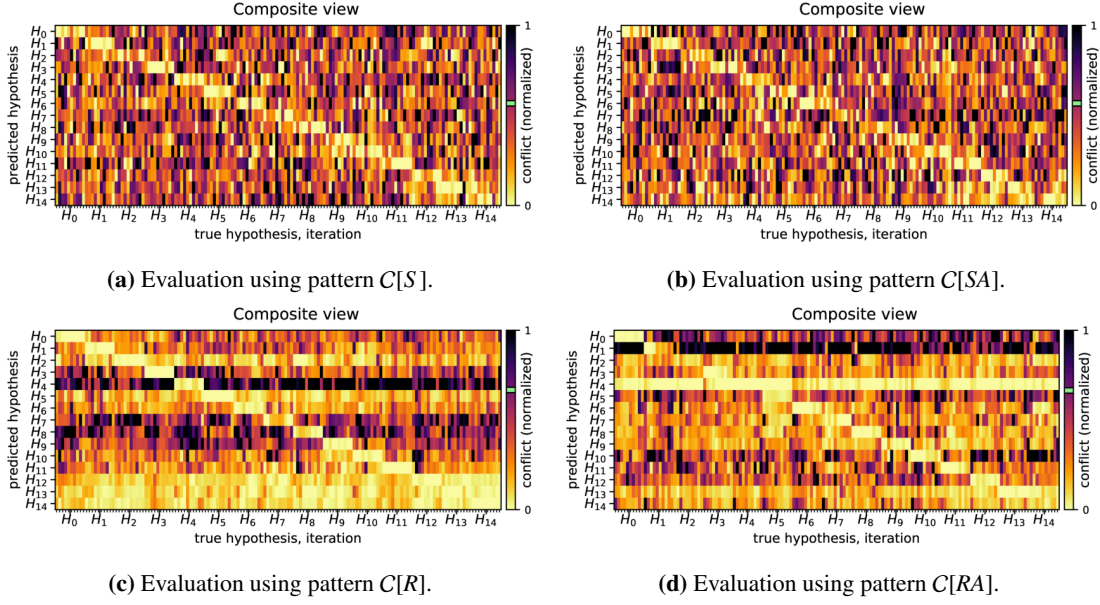 Composite view
predicted hypothesis
H0
H1
H2
H3
H4
H5
H6
H7
H8
H9
H10
H11
H13
H14
H0 H1 H2 H3 H4 H5 H6 H7 H8 H9 H10 H11 H12 H13 H14
true hypothesis, iteration
1
0
conflict (normalized)
(a) Evaluation using pattern C[S].
Composite view
predicted hypothesis
H0
H1
H2
H3
H4
H5
H6
H7
H8
H9
H10
H11
H13
H14
H0 H1 H2 H3 H4 H5 H6 H7 H8 H9 H10 H11 H12 H13 H14
true hypothesis, iteration
1
0
conflict (normalized)
(b) Evaluation using pattern C[SA].
Composite view
predicted hypothesis
H0
H1
H2
H3
H4
H5
H6
H7
H8
H9
H10
H11
H12
H13
H14
H0 H1 H2 H3 H4 H5 H6 H7 H8 H9 H10 H11 H12 H13 H14
true hypothesis, iteration
1
0
conflict (normalized)
(c) Evaluation using pattern C[R].
Composite view
predicted hypothesis
H0
H1
H2
H3
H4
H5
H6
H7
H8
H9
H10
H11
H12
H13
H14
H0 H1 H2 H3 H4 H5 H6 H7 H8 H9 H10 H11 H12 H13 H14
true hypothesis, iteration
1
0
conflict (normalized)
(d) Evaluation using pattern C[RA].